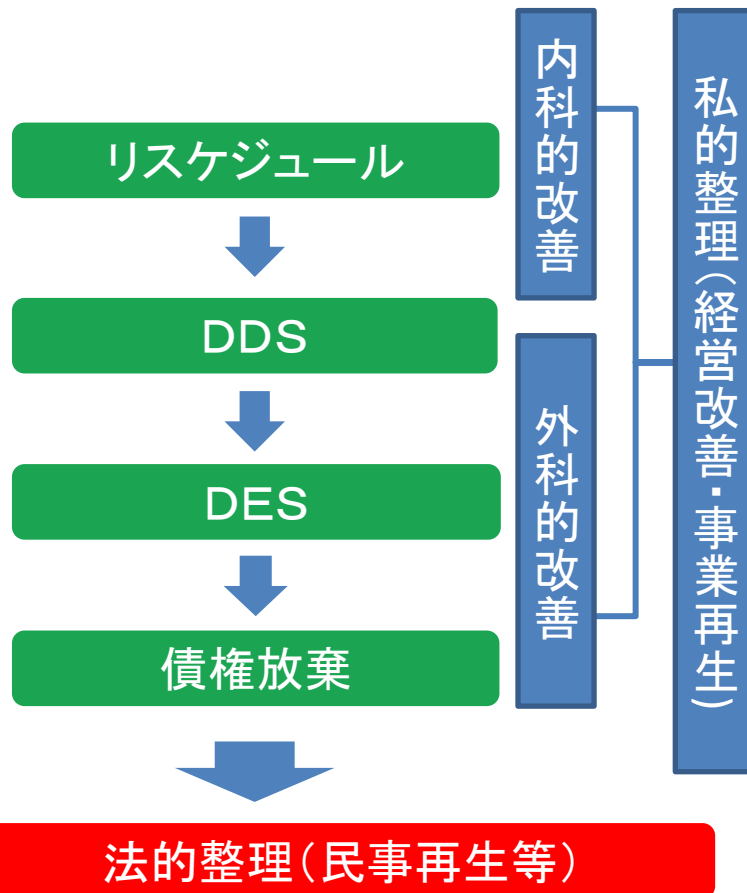 リスケジュール
DDS
DES
債権放棄
法的整理(民事再生等)
内科的改善
外科的改善
私的整理(経営改善・事業再生)